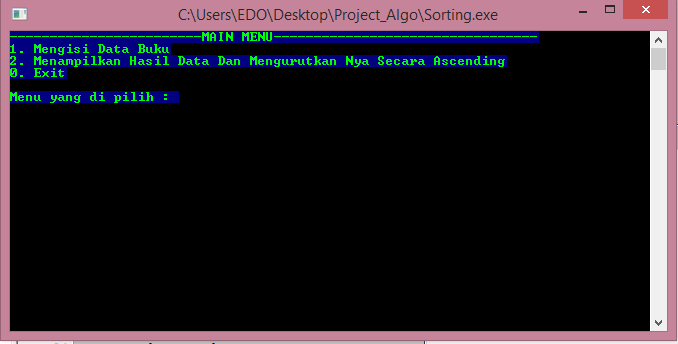 C:\Users\EDO\Desktop\Project_Algo\Sorting.exe
------------------------MAIN MENU---------------------------------
1. Mengisi Data Buku
2. Menampilkan Hasil Data Dan Mengurutkan Nya Secara Ascending
0. Exit
Menu yang di pilih :